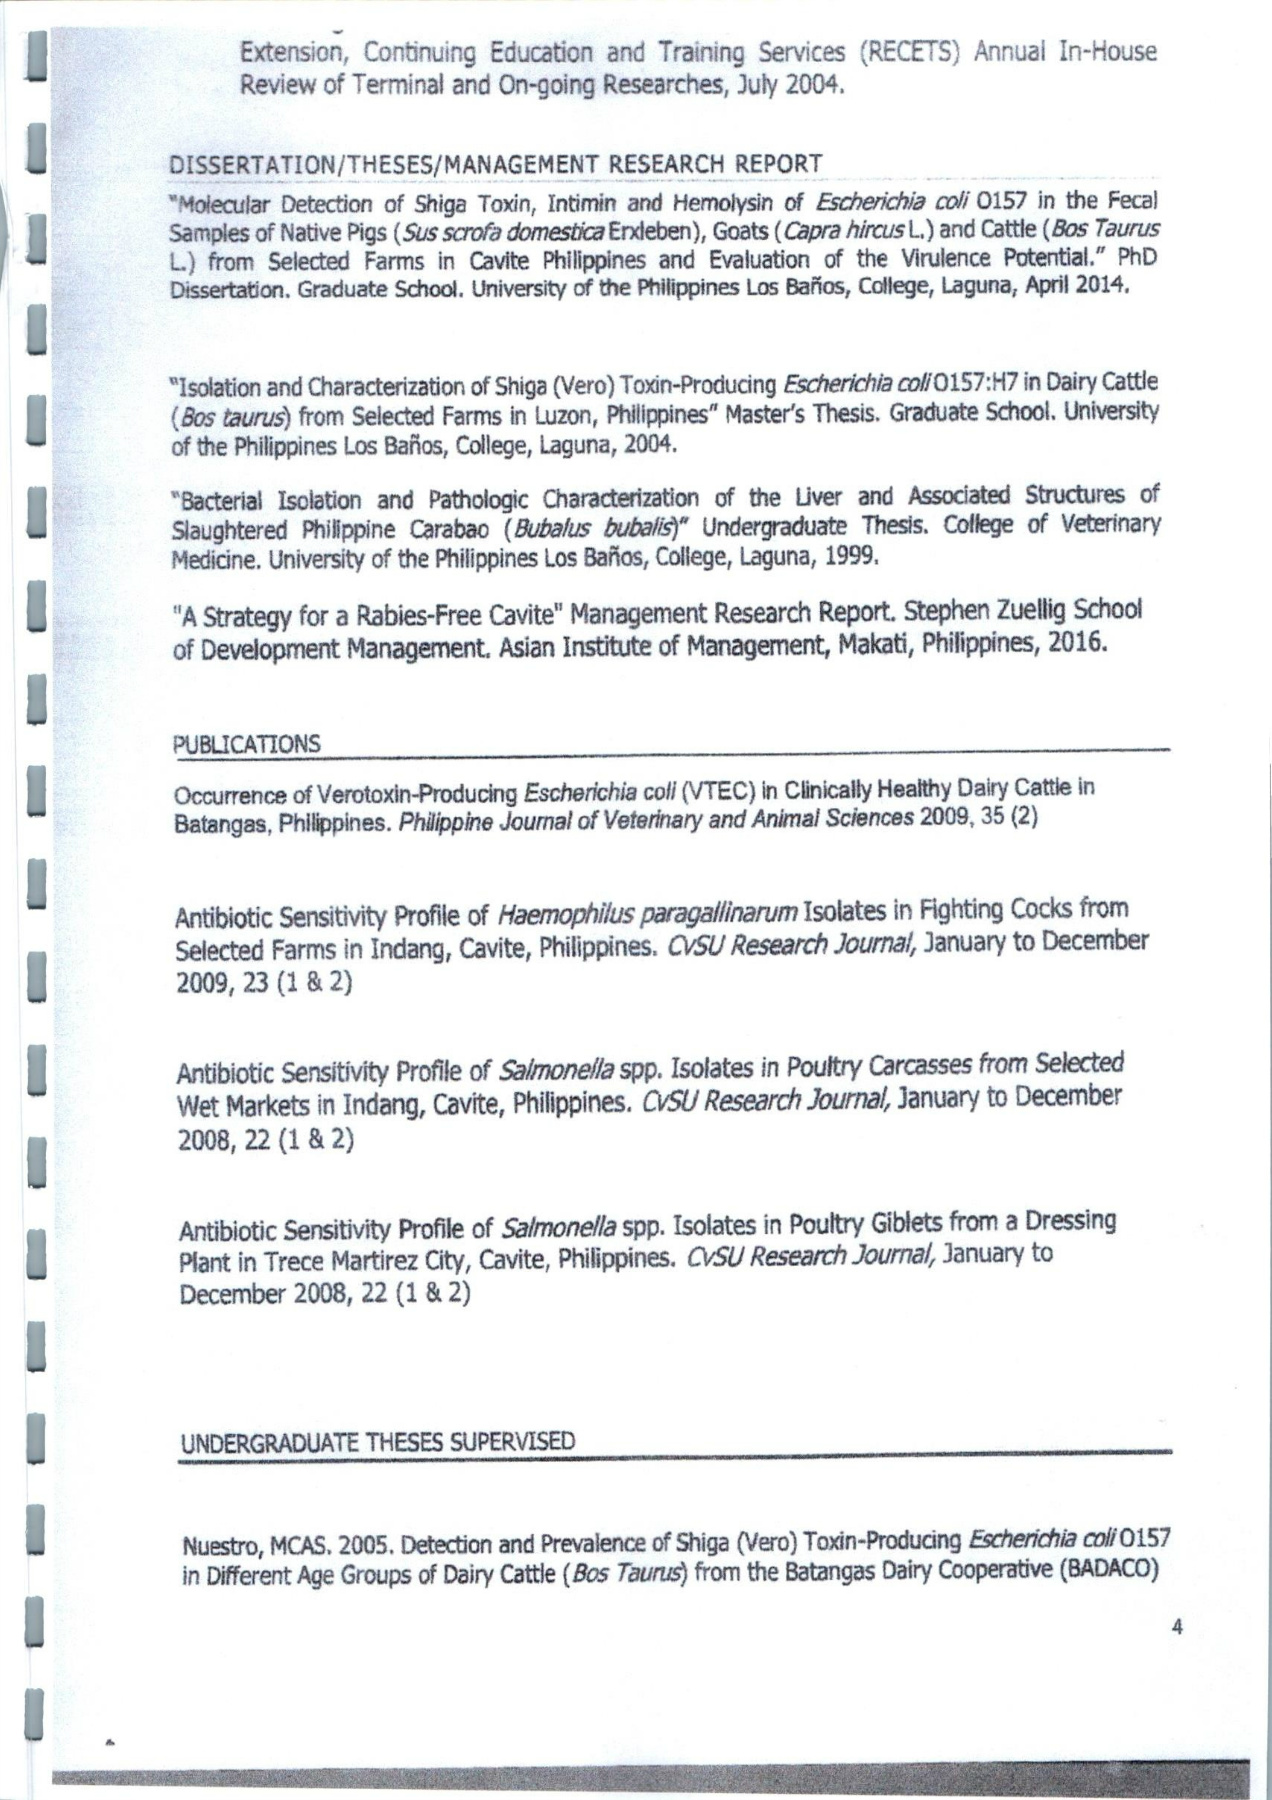 Extension, Continuing Education and Training Services (RECETS) Annual In-House
Review of Terminal and On-going Researches, July 2004.
DISSERTATION/THESES/MANAGEMENT RESEARCH REPORT
"Molecular Detection of Shiga Toxin, Intimin and Hemolysin of Escherichia coli O157 in the Fecal
Samples of Native Pigs (Sus scrofa domestica Erxleben), Goats (Capra hircus L.) and Cattle (Bos Taurus
L.) from Selected Farms in Cavite Philippines and Evaluation of the Virulence Potential." PhD
Dissertation. Graduate School. University of the Philippines Los Baños, College, Laguna, April 2014.
"Isolation and Characterization of Shiga (Vero) Toxin-Producing Escherichia coli O157:H7 in Dairy Cattle
(Bos taurus) from Selected Farms in Luzon, Philippines" Master's Thesis. Graduate School. University
of the Philippines Los Baños, College, Laguna, 2004.
"Bacterial Isolation and Pathologic Characterization of the Liver and Associated Structures of
Slaughtered Philippine Carabao (Bubalus bubalis)" Undergraduate Thesis. College of Veterinary
Medicine. University of the Philippines Los Baños, College, Laguna, 1999.
"A Strategy for a Rabies-Free Cavite" Management Research Report. Stephen Zuellig School
of Development Management. Asian Institute of Management, Makati, Philippines, 2016.
PUBLICATIONS
Occurrence of Verotoxin-Producing Escherichia coli (VTEC) in Clinically Healthy Dairy Cattle in
Batangas, Philippines. Philippine Journal of Veterinary and Animal Sciences 2009, 35 (2)
Antibiotic Sensitivity Profile of Haemophilus paragallinarum Isolates in Fighting Cocks from
Selected Farms in Indang, Cavite, Philippines. CvSU Research Journal, January to December
2009, 23 (1 & 2)
Antibiotic Sensitivity Profile of Salmonella spp. Isolates in Poultry Carcasses from Selected
Wet Markets in Indang, Cavite, Philippines. CvSU Research Journal, January to December
2008, 22 (1 & 2)
Antibiotic Sensitivity Profile of Salmonella spp. Isolates in Poultry Giblets from a Dressing
Plant in Trece Martirez City, Cavite, Philippines. CvSU Research Journal, January to
December 2008, 22 (1 & 2)
UNDERGRADUATE THESES SUPERVISED
Nuestro, MCAS. 2005. Detection and Prevalence of Shiga (Vero) Toxin-Producing Escherichia coli O157
in Different Age Groups of Dairy Cattle (Bos Taurus) from the Batangas Dairy Cooperative (BADACO)
4